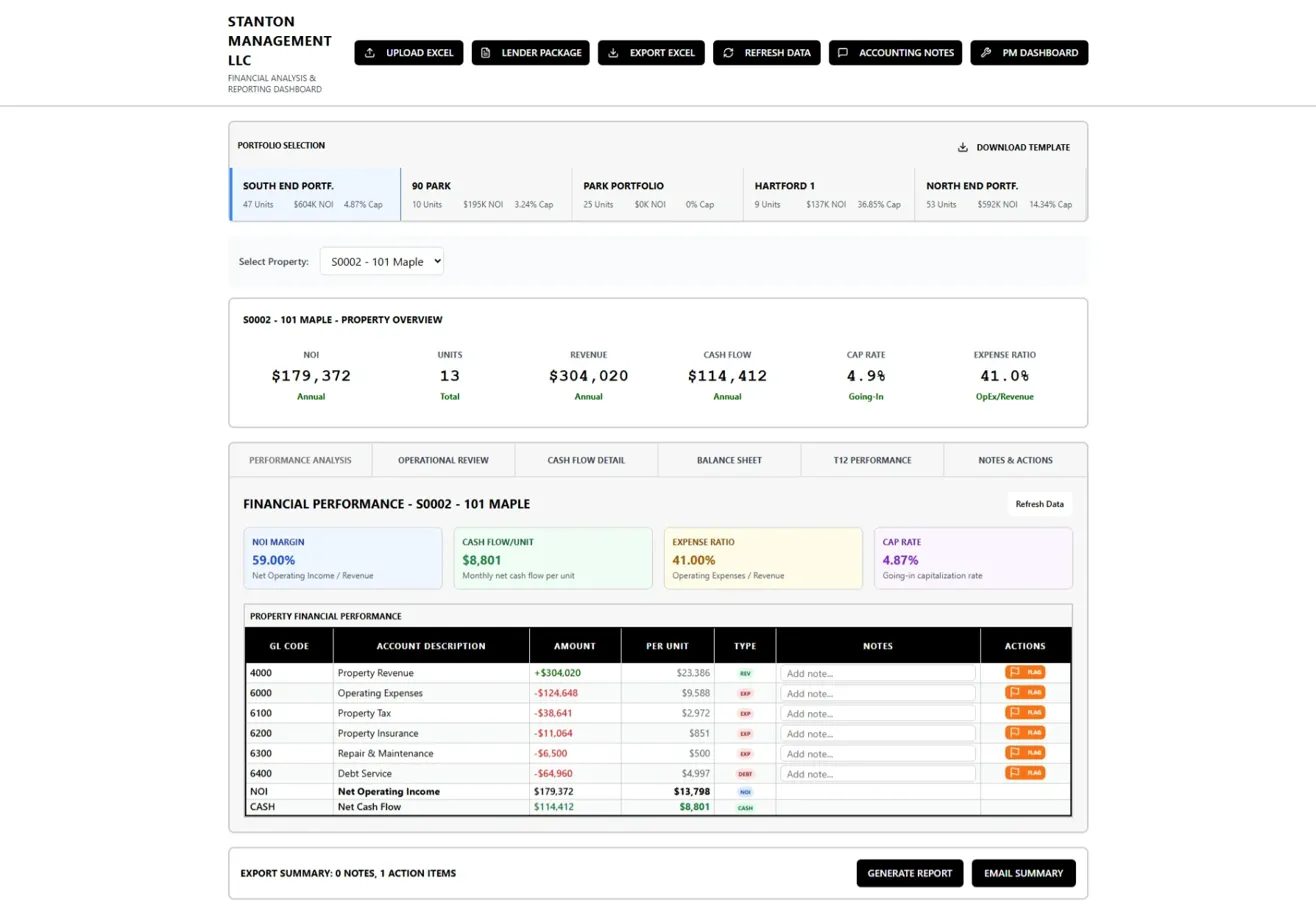 STANTON
MANAGEMENT
LLC
FINANCIAL ANALYSIS &
REPORTING DASHBOARD
UPLOAD EXCEL LENDER PACKAGE EXPORT EXCEL REFRESH DATA ACCOUNTING NOTES PM DASHBOARD
PORTFOLIO SELECTION DOWNLOAD TEMPLATE
SOUTH END PORTF. 90 PARK PARK PORTFOLIO HARTFORD 1 NORTH END PORTF.
47 Units $604K NOI 4.87% Cap 10 Units $195K NOI 3.24% Cap 25 Units $0K NOI 0% Cap 9 Units $137K NOI 36.85% Cap 53 Units $592K NOI 14.34% Cap
Select Property: S0002 - 101 Maple
S0002 - 101 MAPLE - PROPERTY OVERVIEW
NOI UNITS REVENUE CASH FLOW CAP RATE EXPENSE RATIO
$179,372 13 $304,020 $114,412 4.9% 41.0%
Annual Total Annual Annual Going-In OpEx/Revenue
PERFORMANCE ANALYSIS OPERATIONAL REVIEW CASH FLOW DETAIL BALANCE SHEET T12 PERFORMANCE NOTES & ACTIONS
FINANCIAL PERFORMANCE - S0002 - 101 MAPLE Refresh Data
NOI MARGIN CASH FLOW/UNIT EXPENSE RATIO CAP RATE
59.00% $8,801 41.00% 4.87%
Net Operating Income / Revenue Monthly net cash flow per unit Operating Expenses / Revenue Going-in capitalization rate
PROPERTY FINANCIAL PERFORMANCE
GL CODE ACCOUNT DESCRIPTION AMOUNT PER UNIT TYPE NOTES ACTIONS
4000 Property Revenue +$304,020 $23,386 REV Add note... FLAG
6000 Operating Expenses -$124,648 $9,588 EXP Add note... FLAG
6100 Property Tax -$38,641 $2,972 EXP Add note... FLAG
6200 Property Insurance -$11,064 $851 EXP Add note... FLAG
6300 Repair & Maintenance -$6,500 $500 EXP Add note... FLAG
6400 Debt Service -$64,960 $4,997 DEBT Add note... FLAG
NOI Net Operating Income $179,372 $13,798 NOI
CASH Net Cash Flow $114,412 $8,801 CASH
EXPORT SUMMARY: 0 NOTES, 1 ACTION ITEMS GENERATE REPORT EMAIL SUMMARY